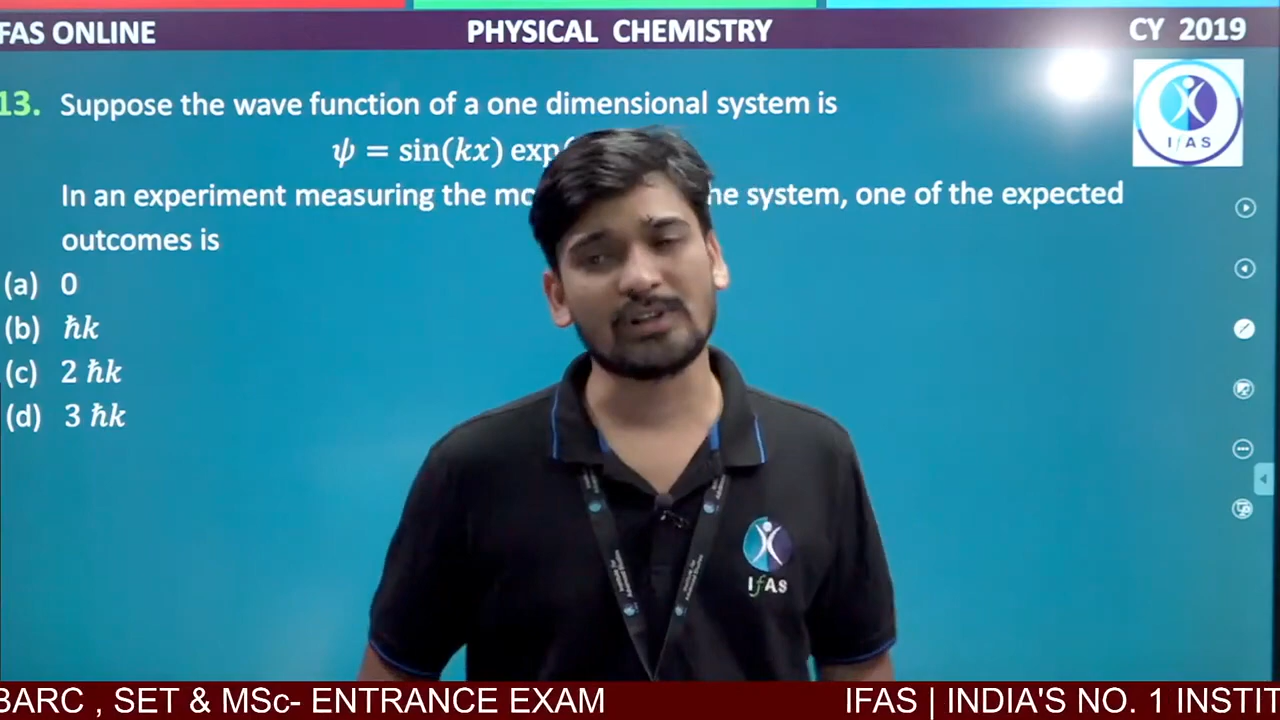 FAS ONLINE
PHYSICAL CHEMISTRY
CY 2019
13. Suppose the wave function of a one dimensional system is
ψ = sin(kx) exp(
In an experiment measuring the he system, one of the expected
outcomes is
(a) 0
(b) ℏk
(c) 2 ℏk
(d) 3 ℏk
IfAS
IfAS
BARC , SET & MSc- ENTRANCE EXAM
IFAS | INDIA'S NO. 1 INSTIT